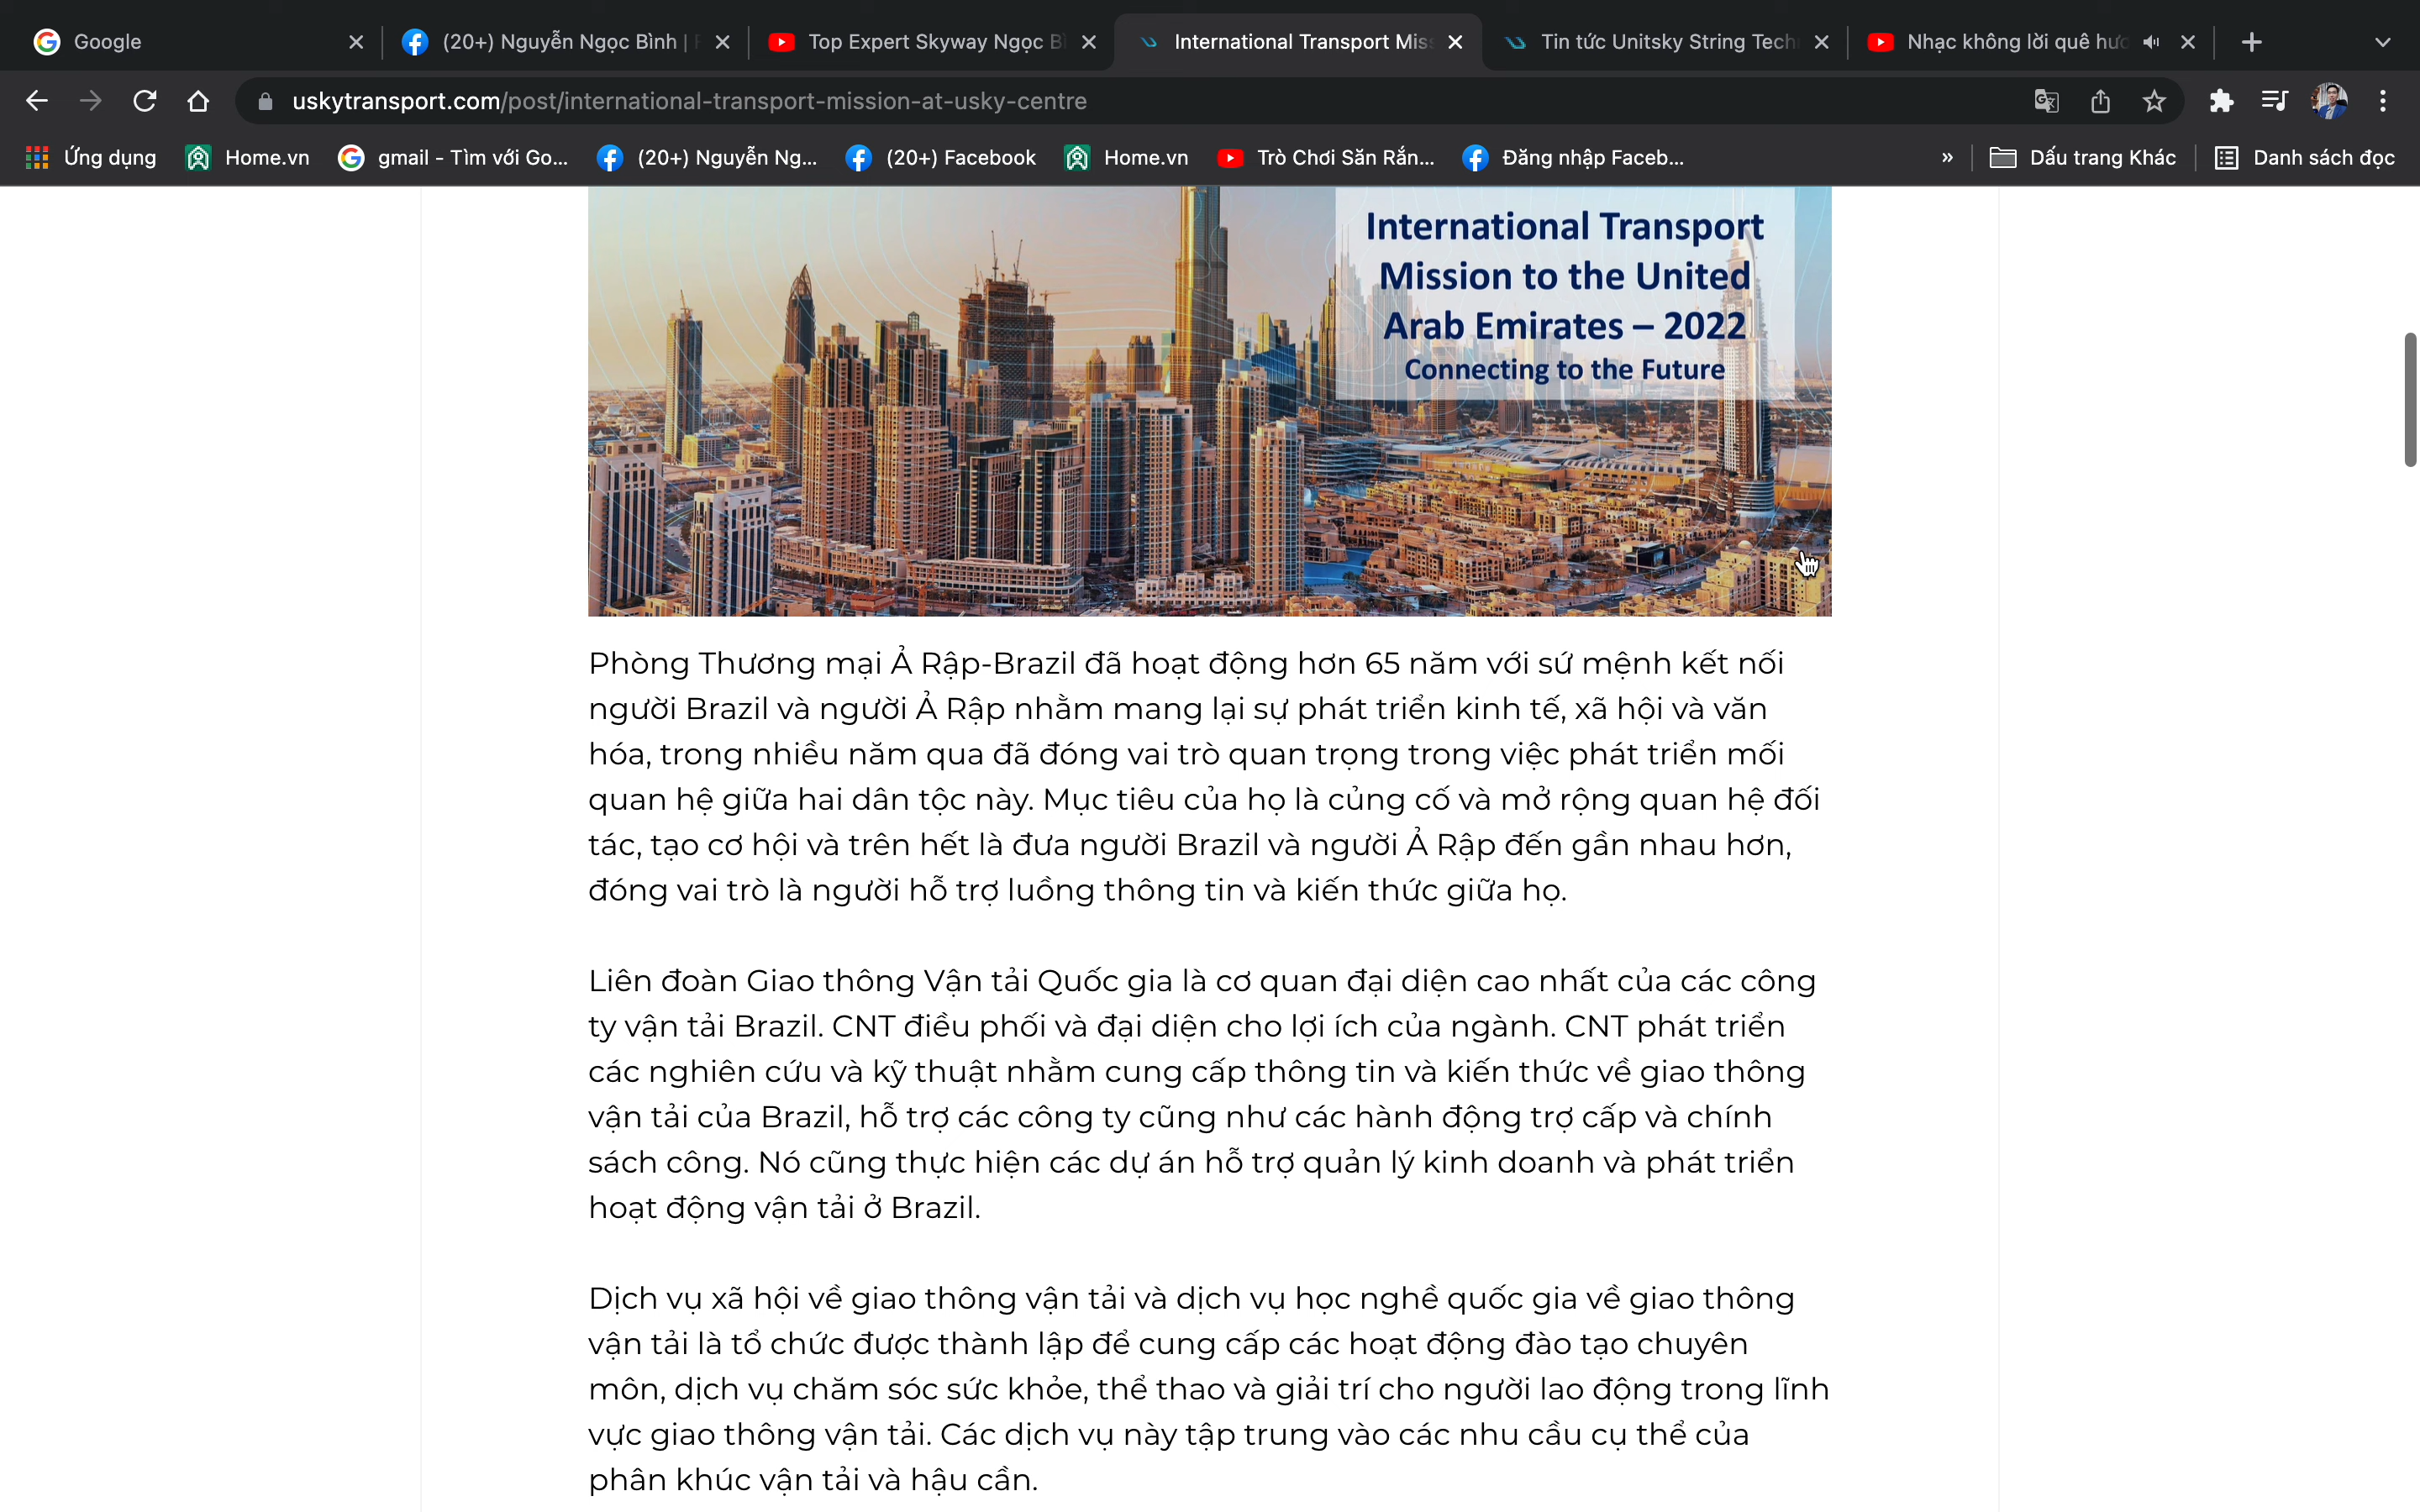 Google
(20+) Nguyễn Ngọc Bình |
Top Expert Skyway Ngọc
International Transport
Tin tức Unitsky String
Nhạc không lời quê
uskytransport.com/post/international-transport-mission-at-usky-centre
Ứng dụng
Home.vn
gmail - Tìm với Go...
(20+) Nguyễn Ng...
(20+) Facebook
Home.vn
Trò Chơi Săn Rắn...
Đăng nhập Faceb...
»
Dấu trang Khác
Danh sách đọc
International Transport
Mission to the United
Arab Emirates – 2022
Connecting to the Future
Phòng Thương mại Ả Rập-Brazil đã hoạt động hơn 65 năm với sứ mệnh kết nối
người Brazil và người Ả Rập nhằm mang lại sự phát triển kinh tế, xã hội và văn
hóa, trong nhiều năm qua đã đóng vai trò quan trọng trong việc phát triển mối
quan hệ giữa hai dân tộc này. Mục tiêu của họ là củng cố và mở rộng quan hệ đối
tác, tạo cơ hội và trên hết là đưa người Brazil và người Ả Rập đến gần nhau hơn,
đóng vai trò là người hỗ trợ luồng thông tin và kiến thức giữa họ.
Liên đoàn Giao thông Vận tải Quốc gia là cơ quan đại diện cao nhất của các công
ty vận tải Brazil. CNT điều phối và đại diện cho lợi ích của ngành. CNT phát triển
các nghiên cứu và kỹ thuật nhằm cung cấp thông tin và kiến thức về giao thông
vận tải của Brazil, hỗ trợ các công ty cũng như các hành động trợ cấp và chính
sách công. Nó cũng thực hiện các dự án hỗ trợ quản lý kinh doanh và phát triển
hoạt động vận tải ở Brazil.
Dịch vụ xã hội về giao thông vận tải và dịch vụ học nghề quốc gia về giao thông
vận tải là tổ chức được thành lập để cung cấp các hoạt động đào tạo chuyên
môn, dịch vụ chăm sóc sức khỏe, thể thao và giải trí cho người lao động trong lĩnh
vực giao thông vận tải. Các dịch vụ này tập trung vào các nhu cầu cụ thể của
phân khúc vận tải và hậu cần.